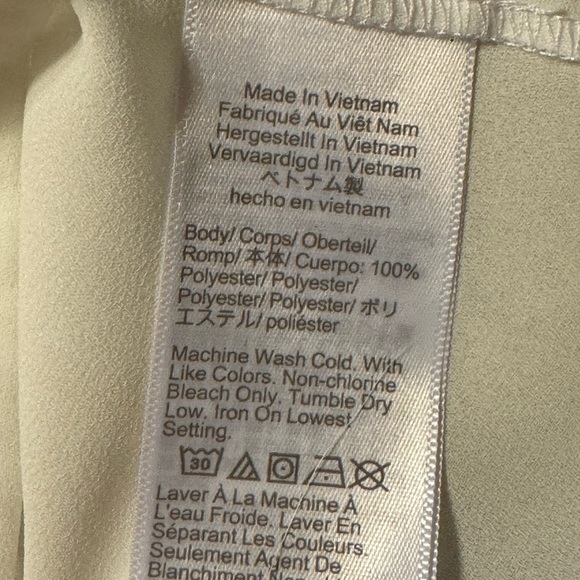 Made In Vietnam
Fabriqué Au Viêt Nam
Hergestellt In Vietnam
Vervaardigd In Vietnam
ベトナム製
hecho en vietnam
Body/ Corps/ Oberteil/
Romp/ 本体/ Cuerpo: 100%
Polyester/ Polyester/
Polyester/ Polyester/ ポリ
エステル/ poliéster
Machine Wash Cold. With
Like Colors. Non-chlorine
Bleach Only. Tumble Dry
Low. Iron On Lowest
Setting.
30
Laver À La Machine À
L'eau Froide. Laver En
Séparant Les Couleurs.
Seulement Agent De
Blanchiment